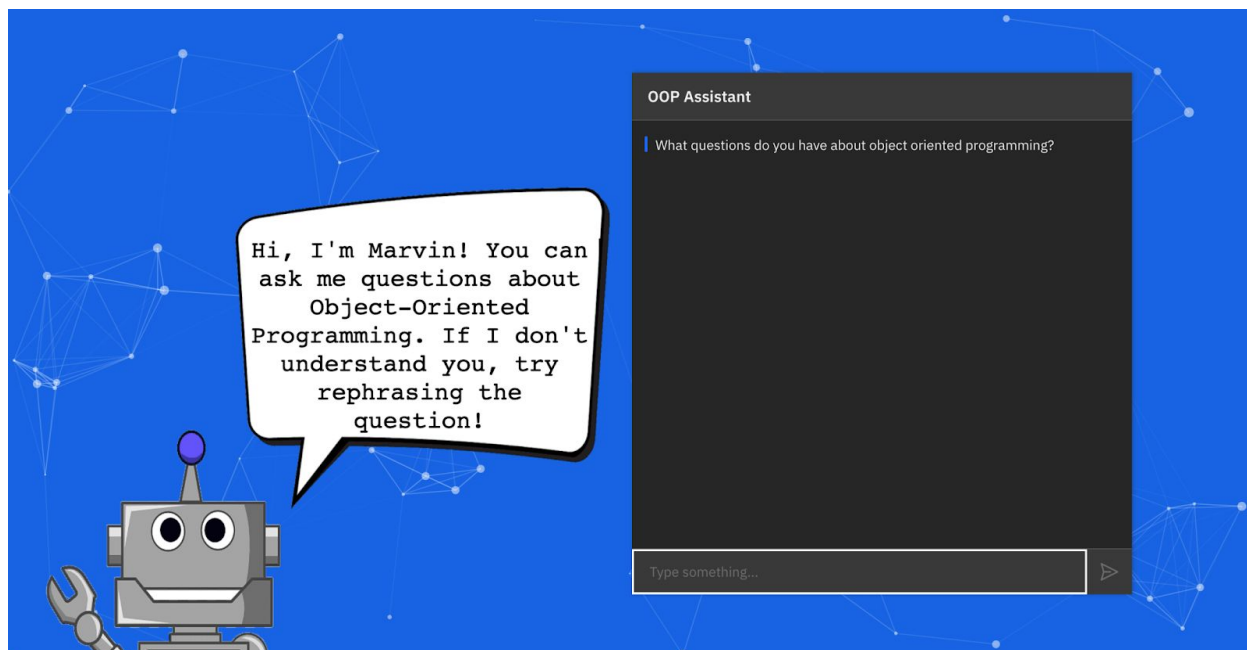 Hi, I'm Marvin! You can
ask me questions about
Object-Oriented
Programming. If I don't
understand you, try
rephrasing the
question!
OOP Assistant
What questions do you have about object oriented programming?
Type something...